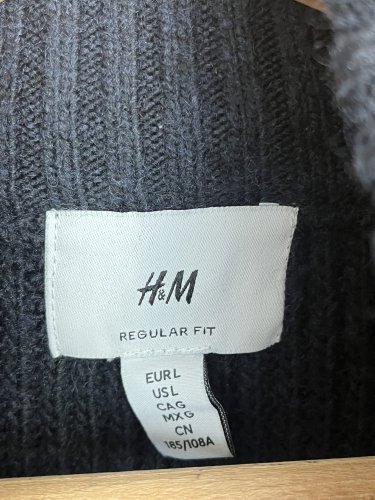 H&M
REGULAR FIT
EUR L
US L
CA G
MX G
CN
185/108A